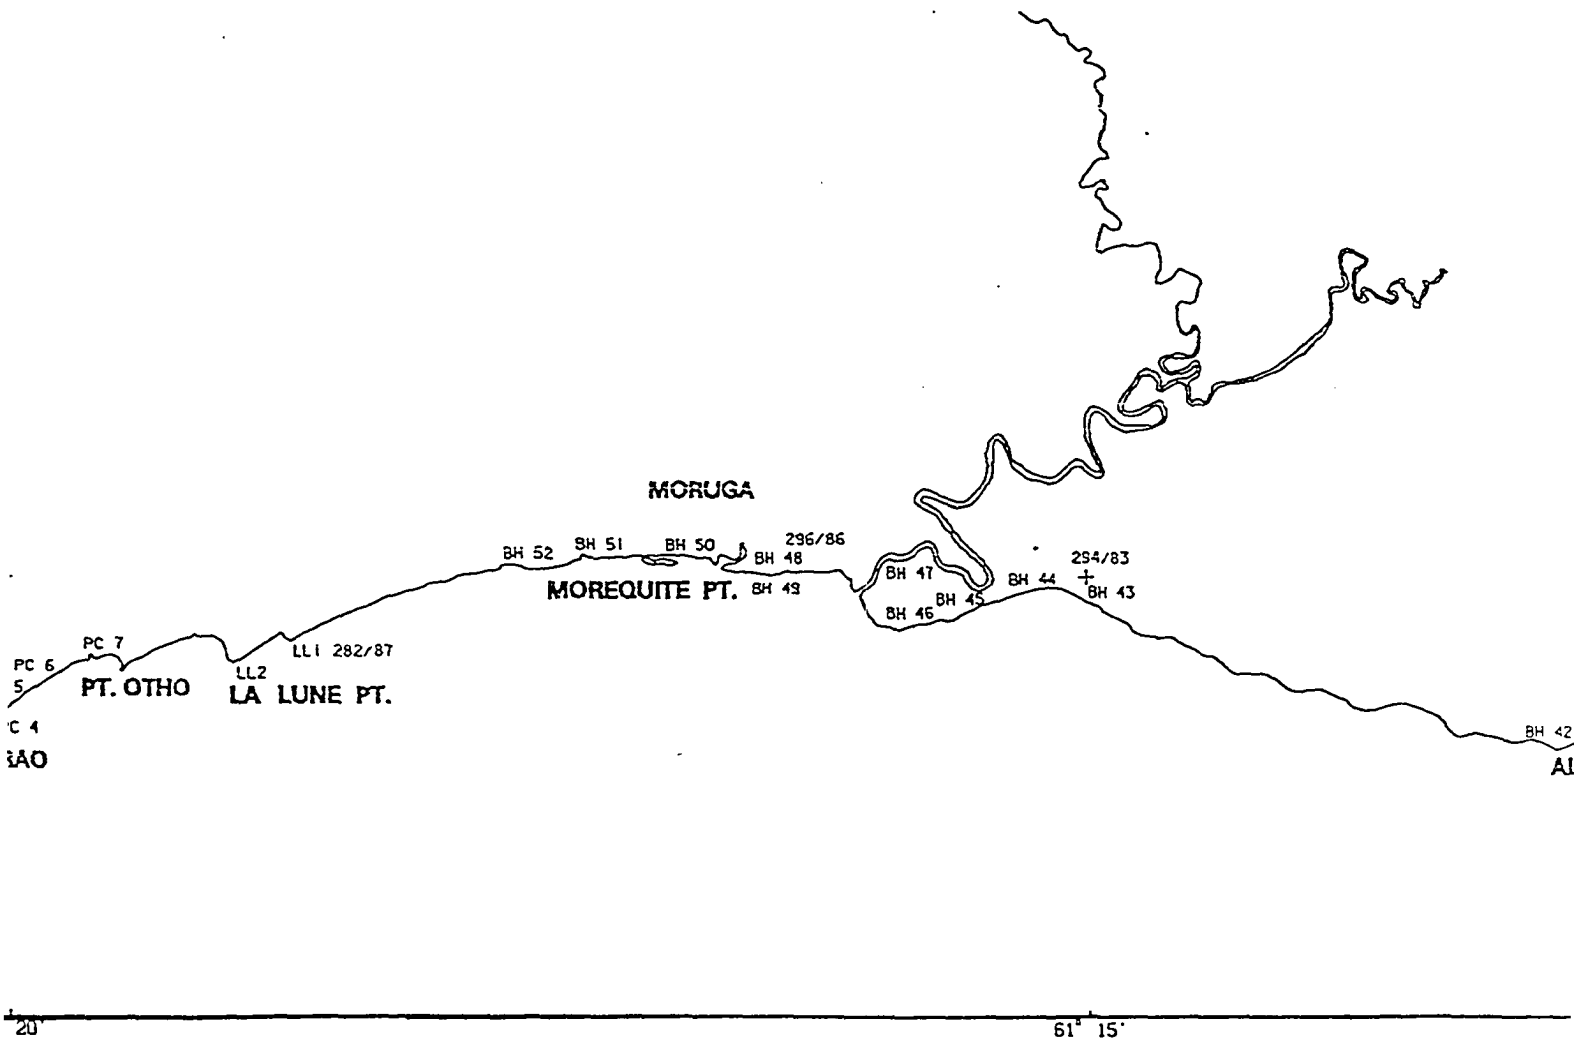 MORUGA
296/86
BH 52
BH 51
BH 50
BH 48
BH 49
MOREQUITE PT.
BH 47
BH 46
BH 45
BH 44
294/83
BH 43
PC 7
PC 6
5
PT. OTHO
LL1 282/87
LL2
LA LUNE PT.
C 4
BH 42
20'
61° 15'